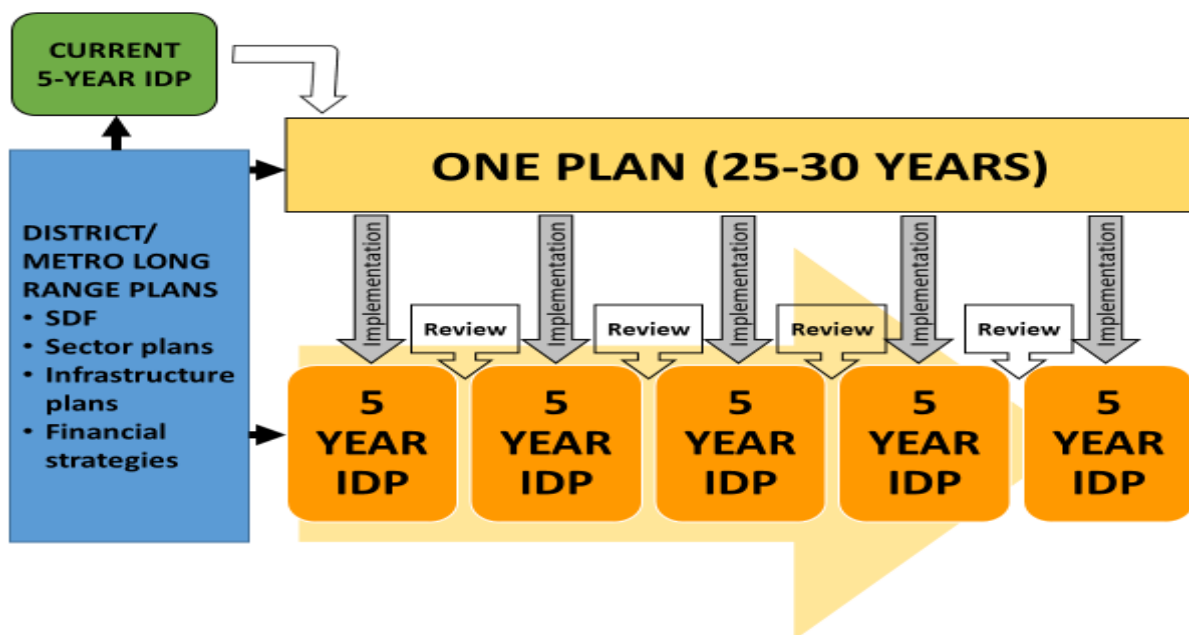 CURRENT
5-YEAR IDP
ONE PLAN (25-30 YEARS)
DISTRICT/
METRO LONG
RANGE PLANS
• SDF
• Sector plans
• Infrastructure
plans
• Financial
strategies
Implementation
Implementation
Implementation
Implementation
Implementation
Review
Review
Review
Review
5
YEAR
IDP
5
YEAR
IDP
5
YEAR
IDP
5
YEAR
IDP
5
YEAR
IDP